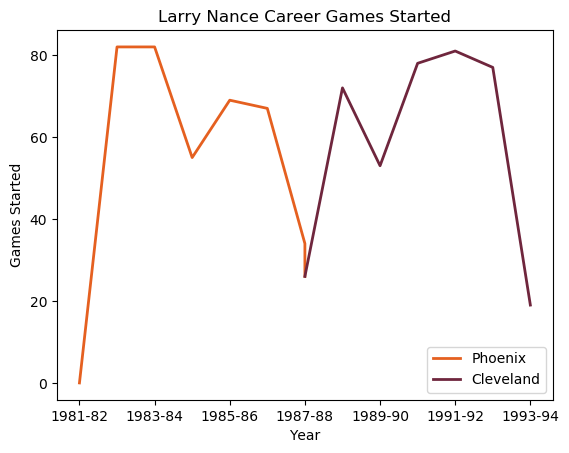 Larry Nance Career Games Started
Games Started
80
60
40
20
0
1981-82 1983-84 1985-86 1987-88 1989-90 1991-92 1993-94
Year
Phoenix
Cleveland